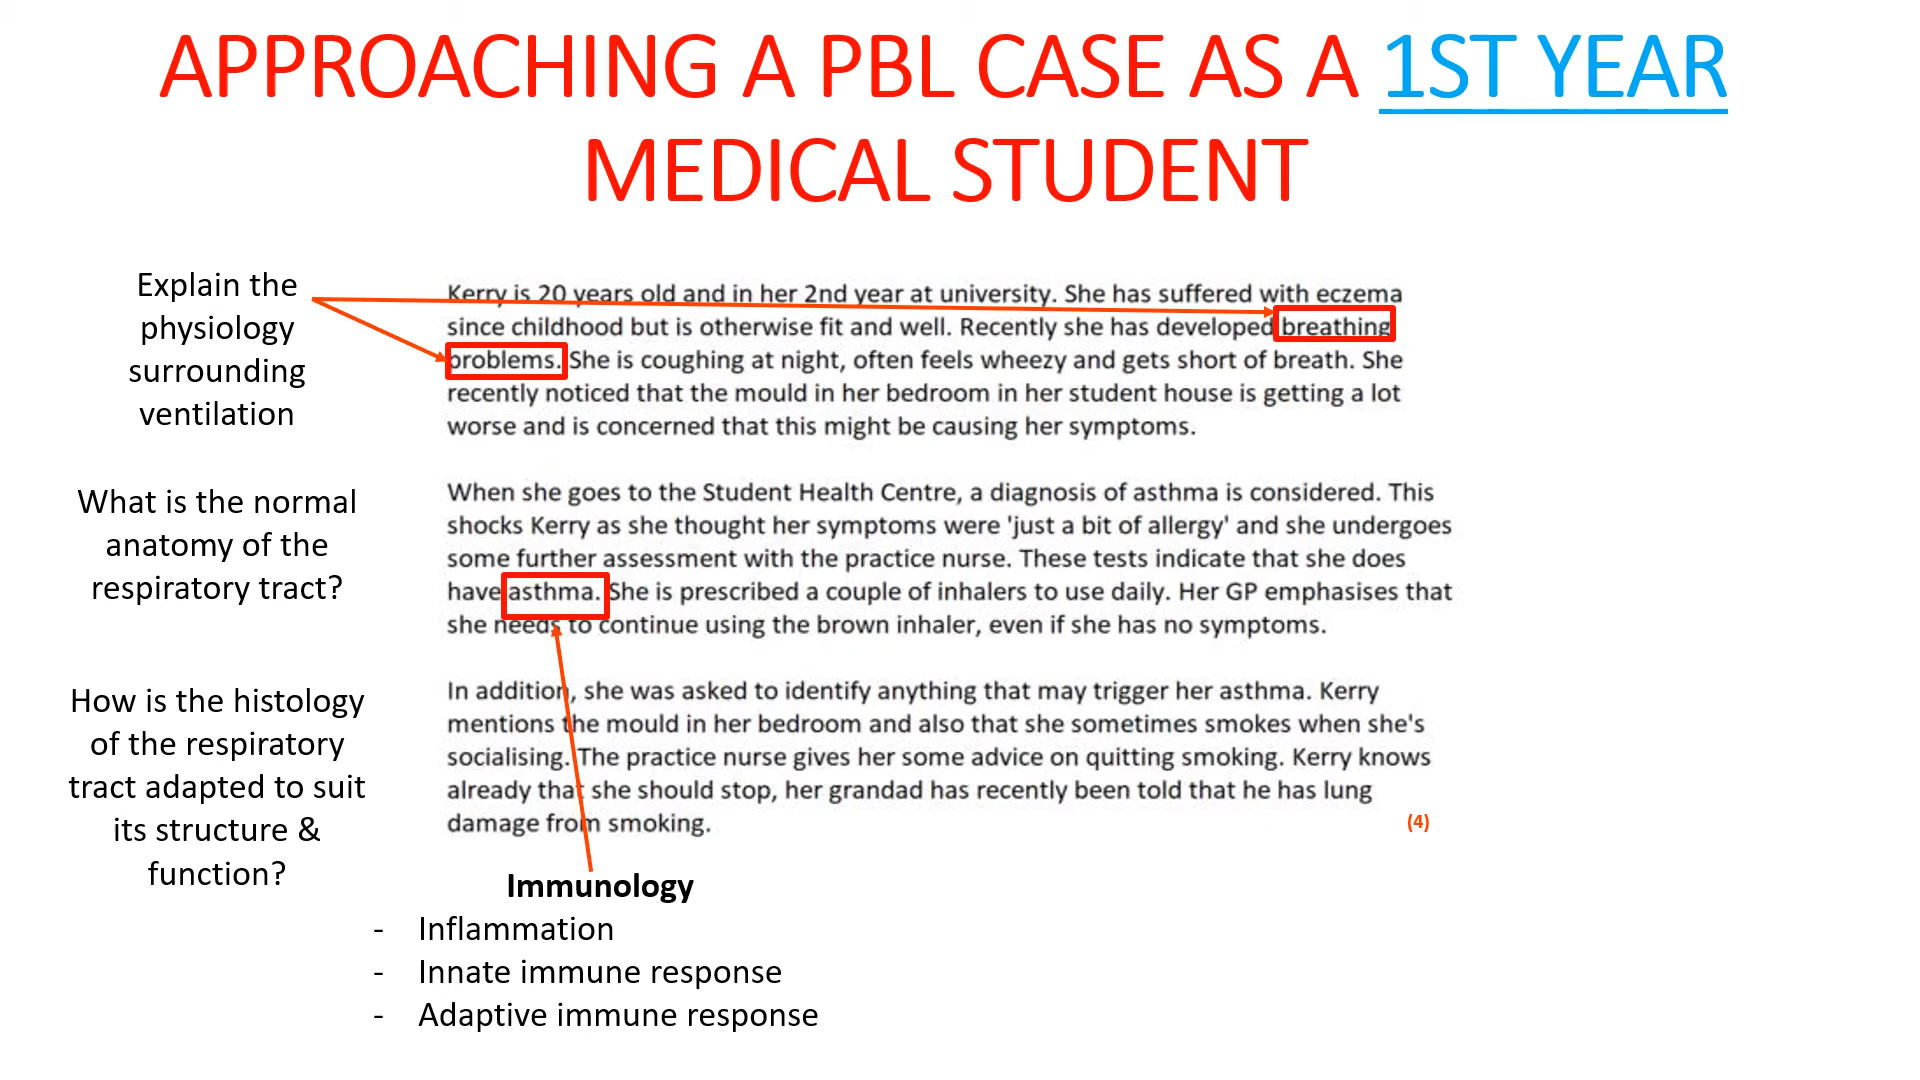 APPROACHING A PBL CASE AS A 1ST YEAR
MEDICAL STUDENT
Explain the
physiology
surrounding
ventilation
What is the normal
anatomy of the
respiratory tract?
How is the histology
of the respiratory
tract adapted to suit
its structure &
function?
Kerry is 20 years old and in her 2nd year at university. She has suffered with eczema
since childhood but is otherwise fit and well. Recently she has developed breathing
problems. She is coughing at night, often feels wheezy and gets short of breath. She
recently noticed that the mould in her bedroom in her student house is getting a lot
worse and is concerned that this might be causing her symptoms.
When she goes to the Student Health Centre, a diagnosis of asthma is considered. This
shocks Kerry as she thought her symptoms were 'just a bit of allergy' and she undergoes
some further assessment with the practice nurse. These tests indicate that she does
have asthma. She is prescribed a couple of inhalers to use daily. Her GP emphasises that
she needs to continue using the brown inhaler, even if she has no symptoms.
In addition, she was asked to identify anything that may trigger her asthma. Kerry
mentions the mould in her bedroom and also that she sometimes smokes when she's
socialising. The practice nurse gives her some advice on quitting smoking. Kerry knows
already that she should stop, her grandad has recently been told that he has lung
damage from smoking.
(4)
Immunology
- Inflammation
- Innate immune response
- Adaptive immune response